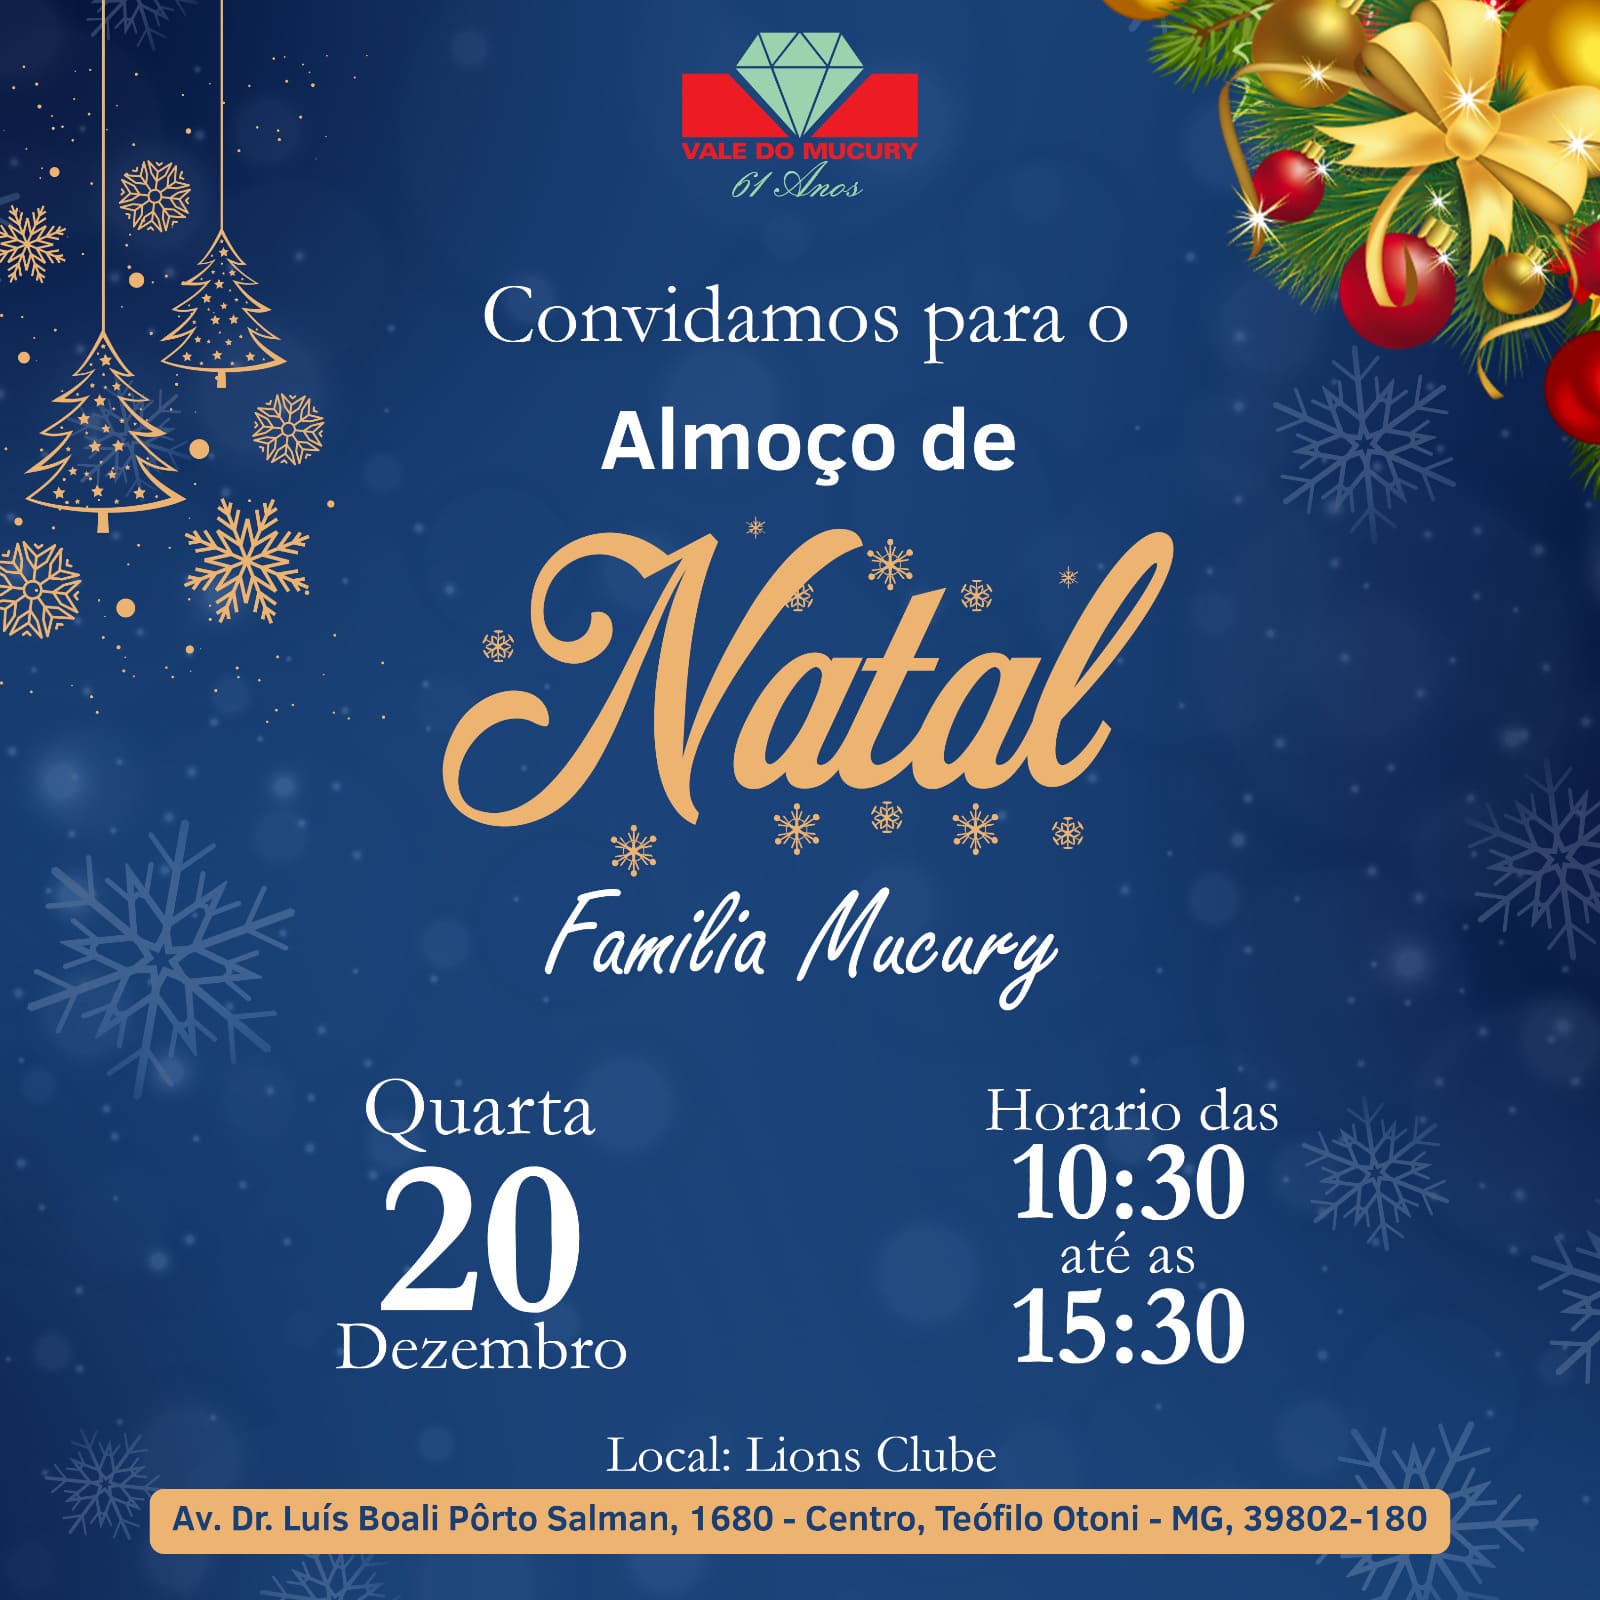 VALE DO MUCURY
61 Anos
Convidamos para o
Almoço de
Natal
Familia Mucury
Quarta
20
Dezembro
Horario das
10:30
até as
15:30
Local: Lions Clube
Av. Dr. Luís Boali Pôrto Salman, 1680 - Centro, Teófilo Otoni - MG, 39802-180